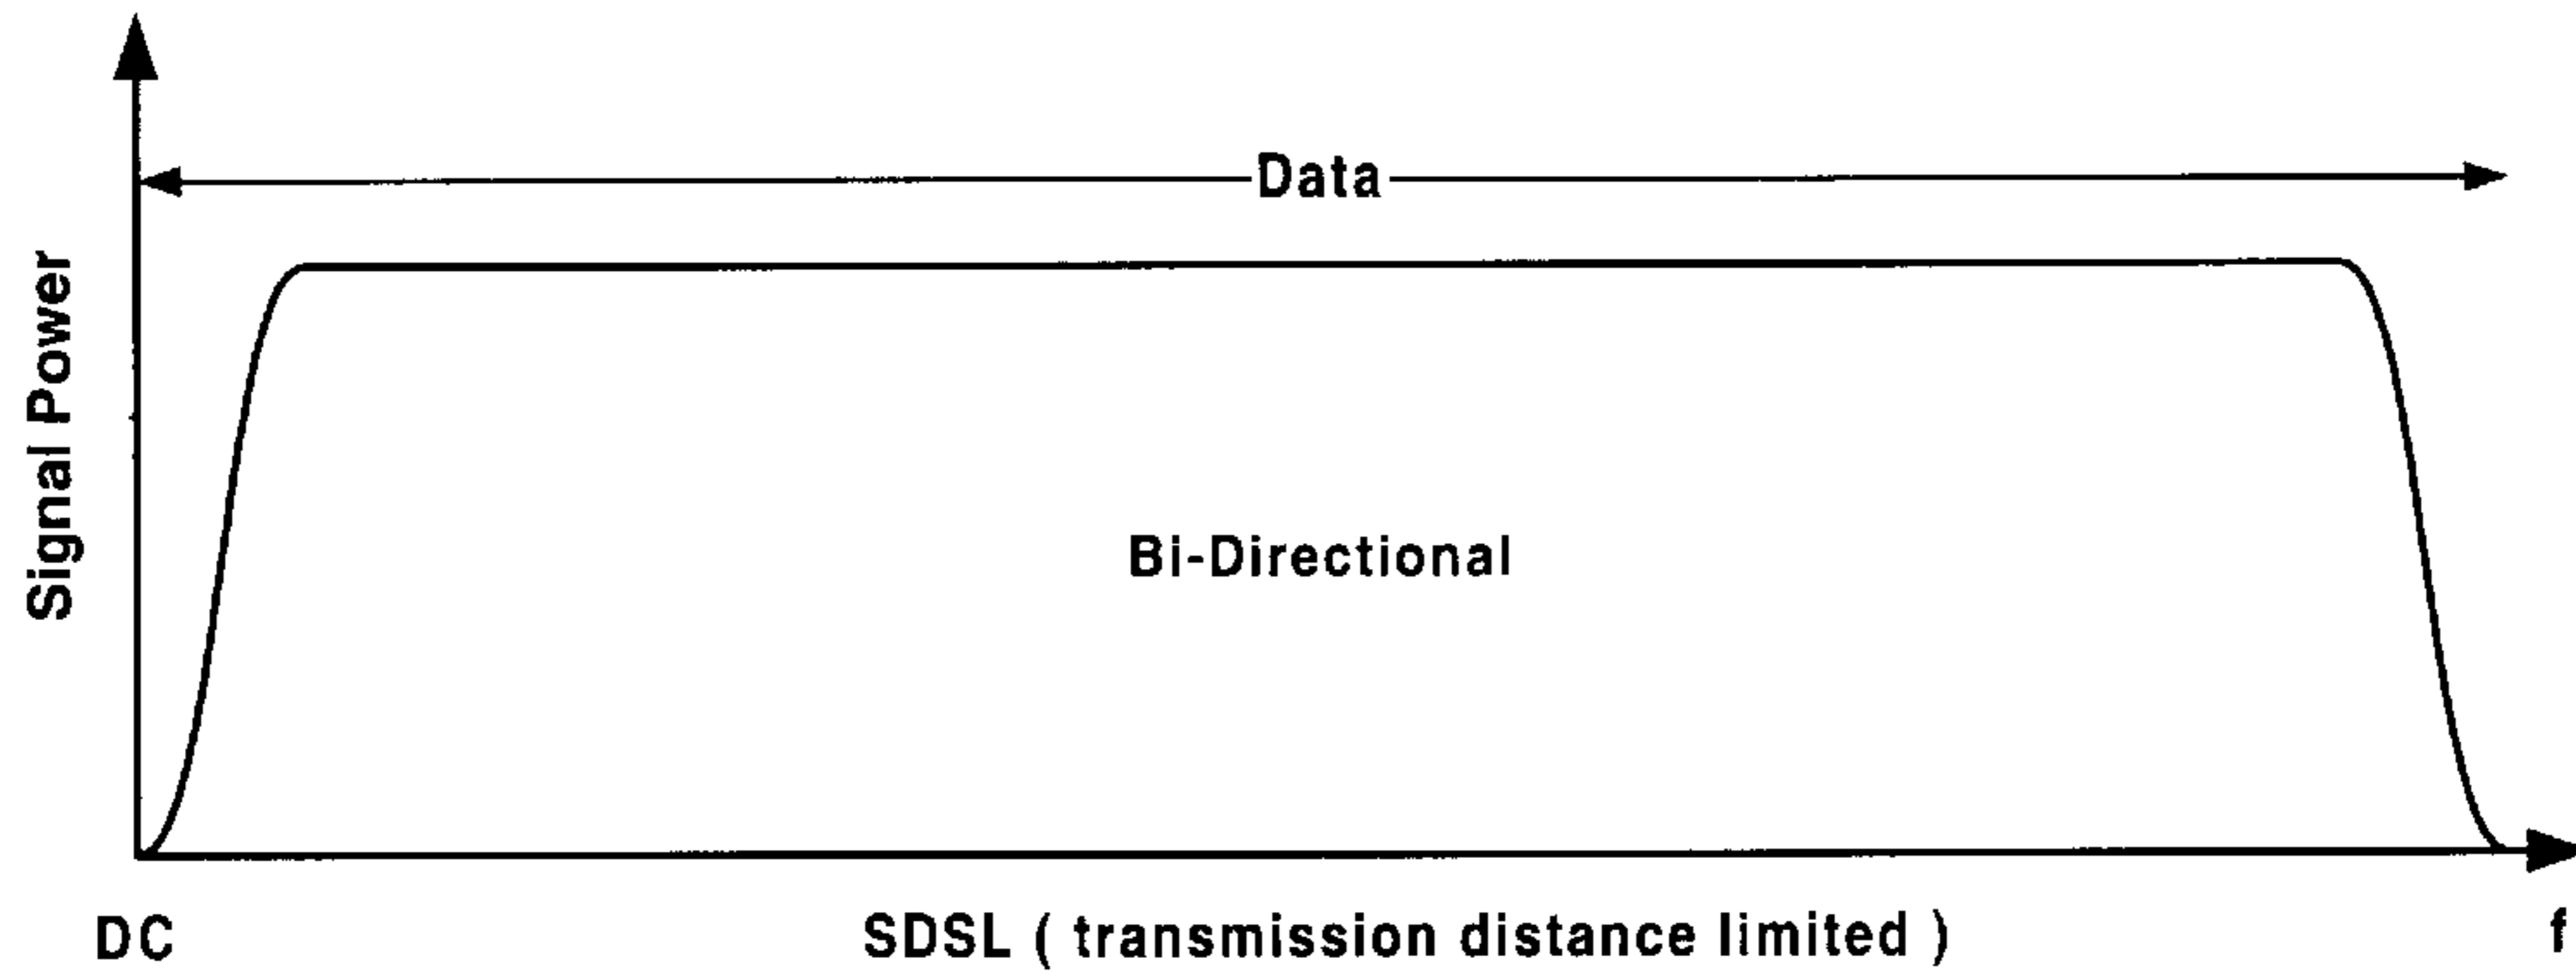 Data
Signal Power
Bi-Directional
DC
SDSL ( transmission distance limited )
f